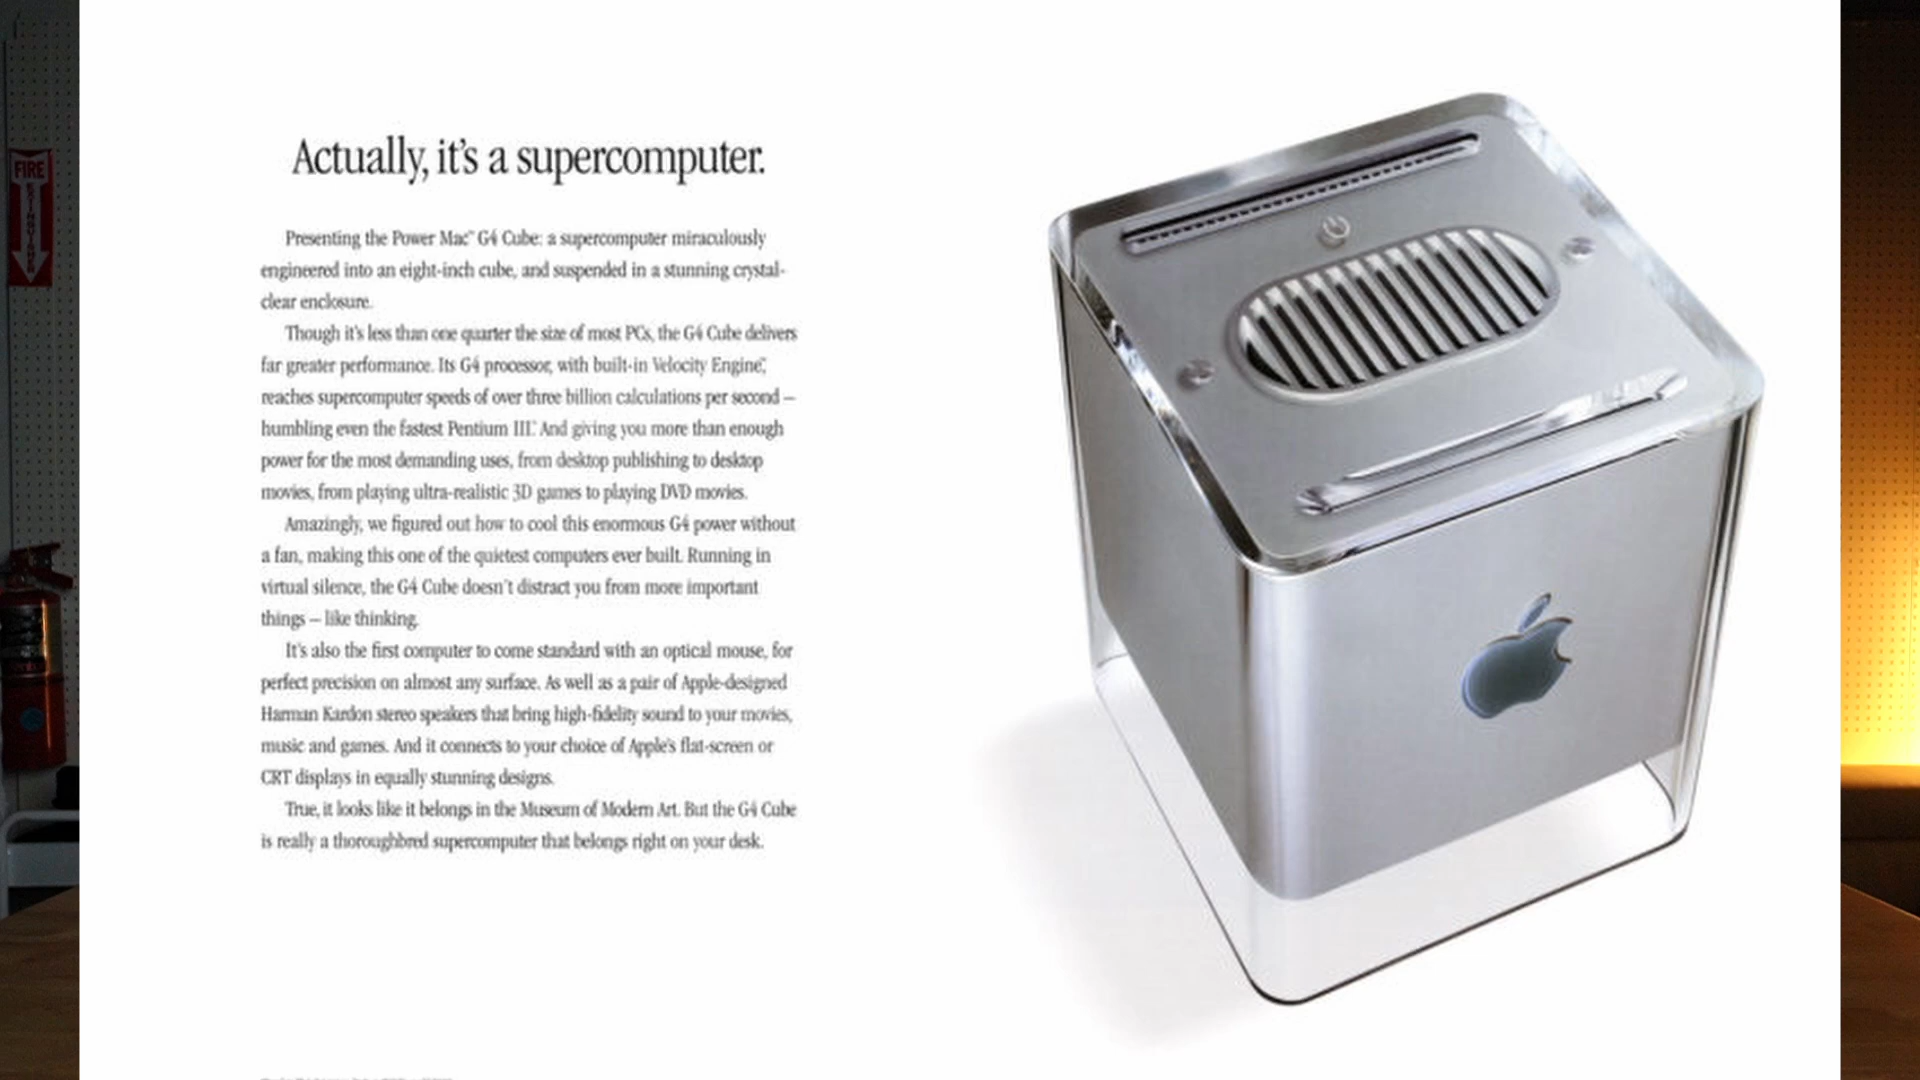 FIRE
EXTINGUISHER
Actually, it's a supercomputer.
Presenting the Power Mac™ G4 Cube: a supercomputer miraculously
engineered into an eight-inch cube, and suspended in a stunning crystal-
clear enclosure.
Though it's less than one quarter the size of most PCs, the G4 Cube delivers
far greater performance. Its G4 processor, with built-in Velocity Engine,™
reaches supercomputer speeds of over three billion calculations per second —
humbling even the fastest Pentium III.™ And giving you more than enough
power for the most demanding uses, from desktop publishing to desktop
movies, from playing ultra-realistic 3D games to playing DVD movies.
Amazingly, we figured out how to cool this enormous G4 power without
a fan, making this one of the quietest computers ever built. Running in
virtual silence, the G4 Cube doesn't distract you from more important
things — like thinking.
It's also the first computer to come standard with an optical mouse, for
perfect precision on almost any surface. As well as a pair of Apple-designed
Harman Kardon stereo speakers that bring high-fidelity sound to your movies,
music and games. And it connects to your choice of Apple's flat-screen or
CRT displays in equally stunning designs.
True, it looks like it belongs in the Museum of Modern Art. But the G4 Cube
is really a thoroughbred supercomputer that belongs right on your desk.